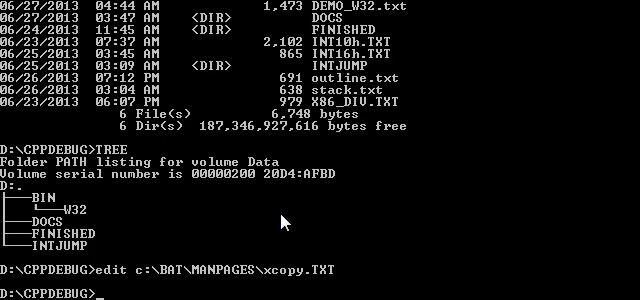 06/27/2013  04:44 AM             1,473 DEMO_W32.txt
06/27/2013  03:47 AM    <DIR>          DOCS
06/24/2013  11:45 AM    <DIR>          FINISHED
06/23/2013  07:37 AM             2,102 INT10h.TXT
06/25/2013  03:45 AM               865 INT16h.TXT
06/25/2013  03:09 AM    <DIR>          INTJUMP
06/26/2013  07:12 PM               691 outline.txt
06/26/2013  03:04 AM               638 stack.txt
06/23/2013  06:07 PM               979 X86_DIV.TXT
6 File(s)          6,748 bytes
6 Dir(s)  187,346,927,616 bytes free
D:\CPPDEBUG>TREE
Folder PATH listing for volume Data
Volume serial number is 00000200 20D4:AFBD
D:.
├───BIN
│   └───W32
├───DOCS
├───FINISHED
└───INTJUMP
D:\CPPDEBUG>edit c:\BAT\MANPAGES\xcopy.TXT
D:\CPPDEBUG>_